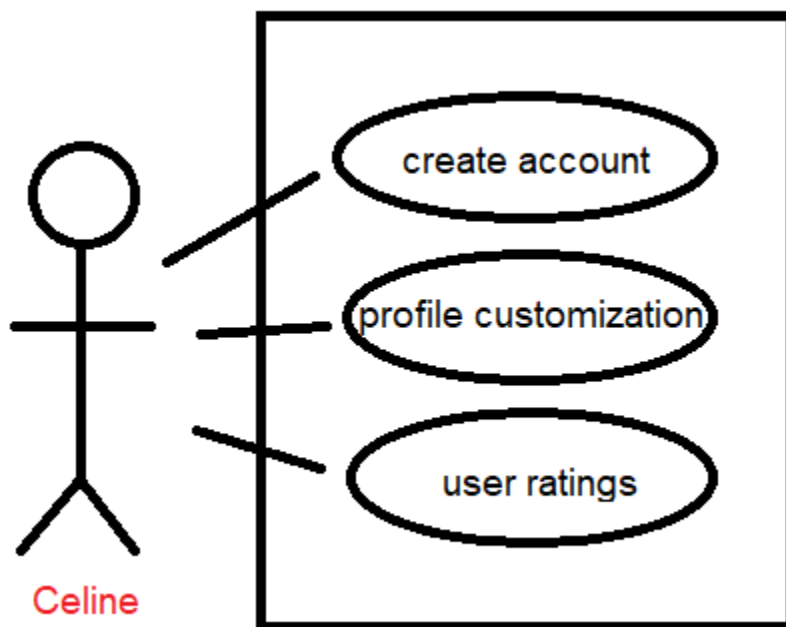 create account
profile customization
user ratings
Celine